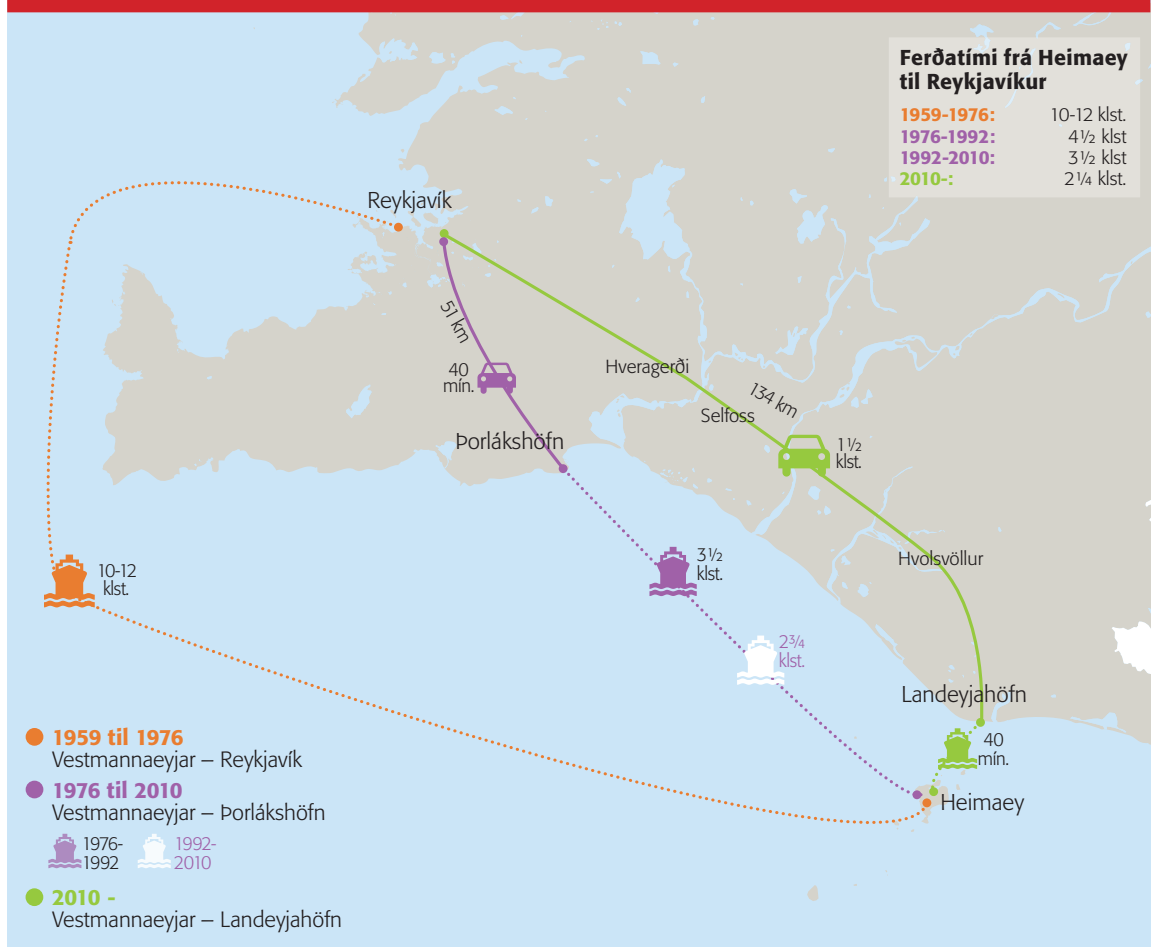 Ferðatími frá Heimaey
til Reykjavíkur
1959-1976: 10-12 klst.
1976-1992: 4½ klst
1992-2010: 3½ klst
2010-: 2¼ klst.
Reykjavík
51 km
40
mín.
Hveragerði
134 km
Selfoss
Þorlákshöfn
1½
klst.
3½
klst.
Hvolsvöllur
10-12
klst.
2¾
klst.
Landeyjahöfn
40
mín.
Heimaey
1959 til 1976
Vestmannaeyjar – Reykjavík
1976 til 2010
Vestmannaeyjar – Þorlákshöfn
1976-
1992
1992-
2010
2010 -
Vestmannaeyjar – Landeyjahöfn